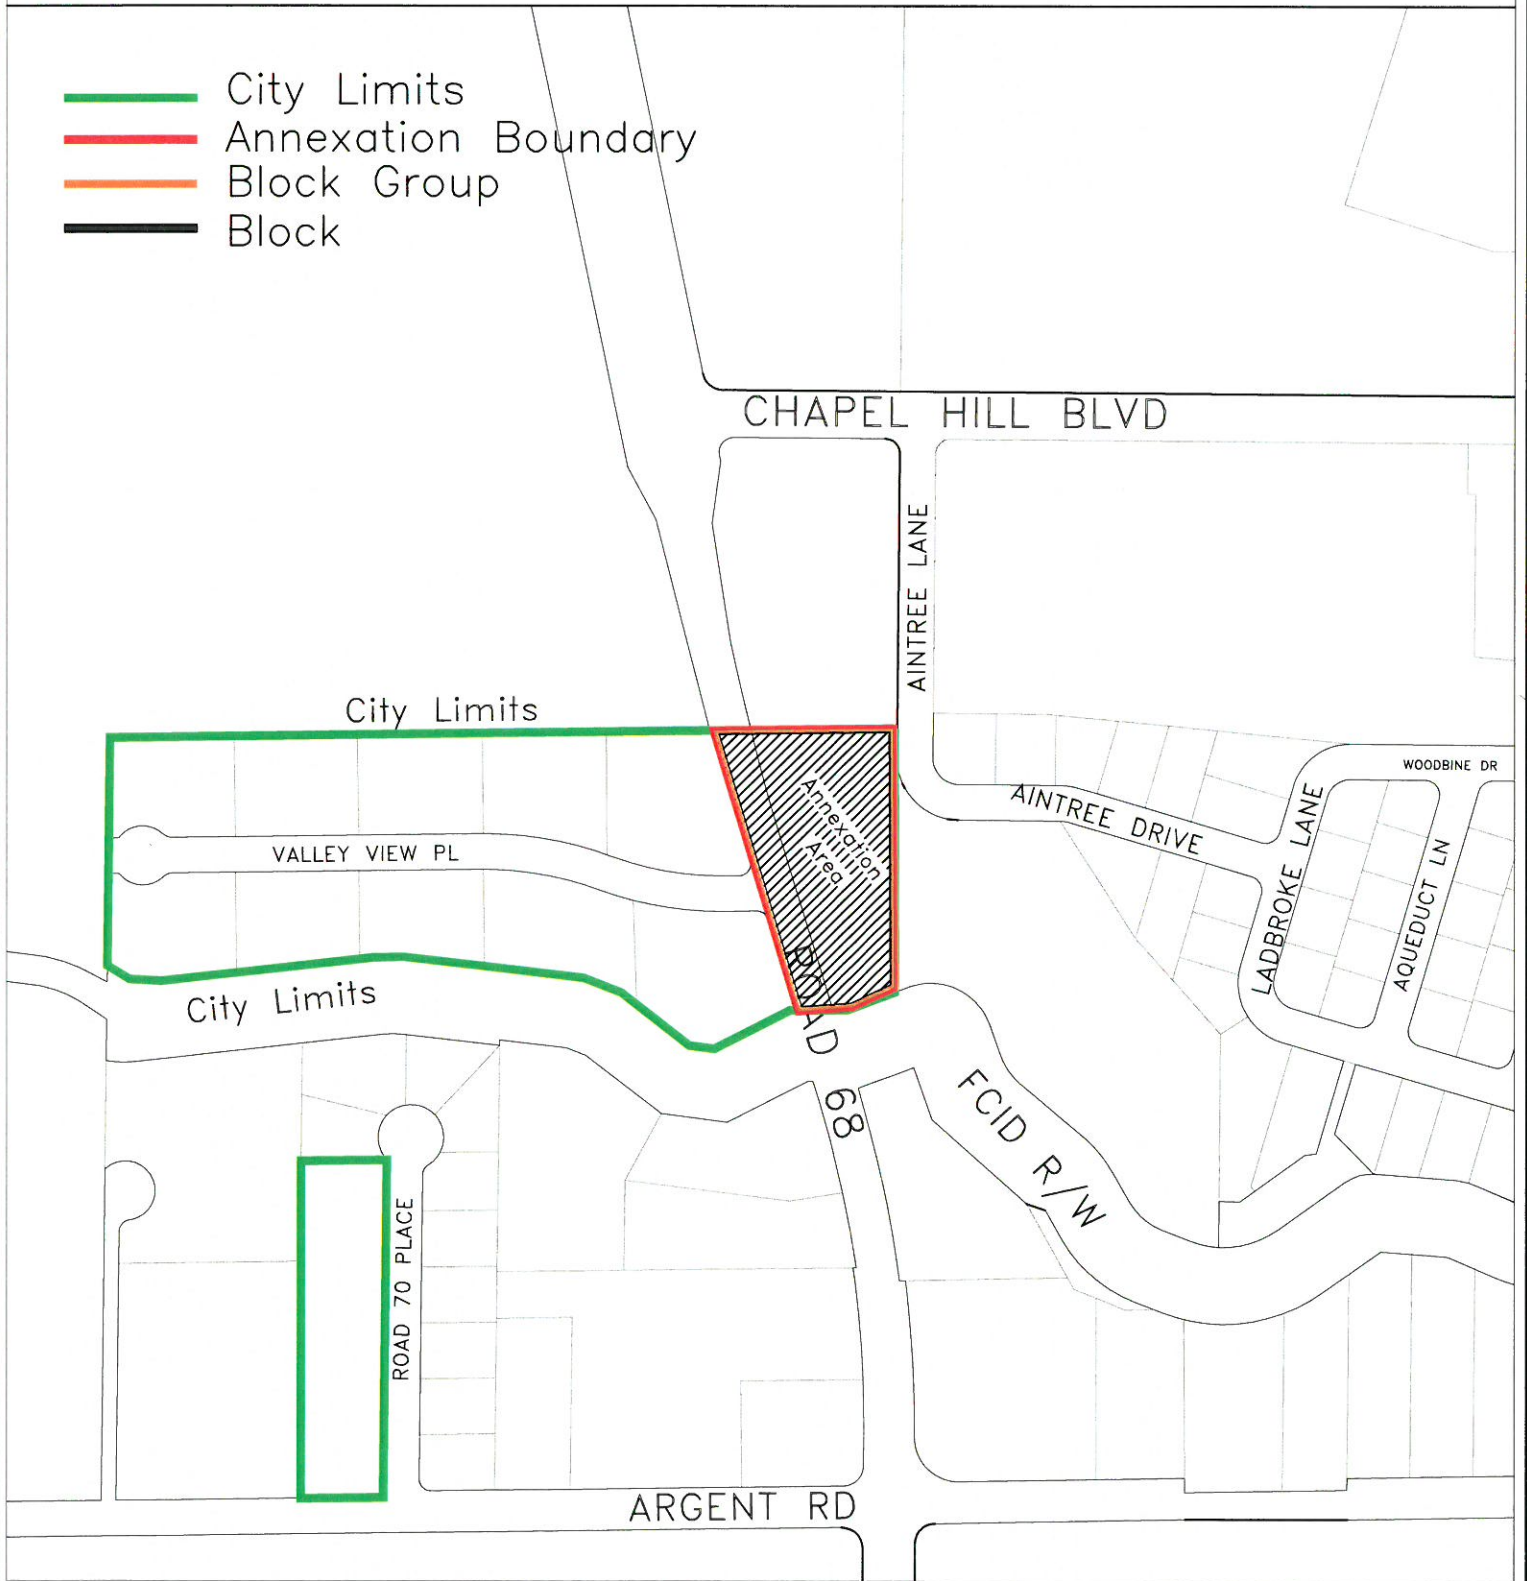 City Limits
Annexation Boundary
Block Group
Block
CHAPEL HILL BLVD
AINTREE LANE
City Limits
WOODBINE DR
AINTREE DRIVE
Annexation
Area
VALLEY VIEW PL
LADBROKE LANE
AQUEDUCT LN
City Limits
ROAD 68
FCID R/W
ROAD 70 PLACE
ARGENT RD